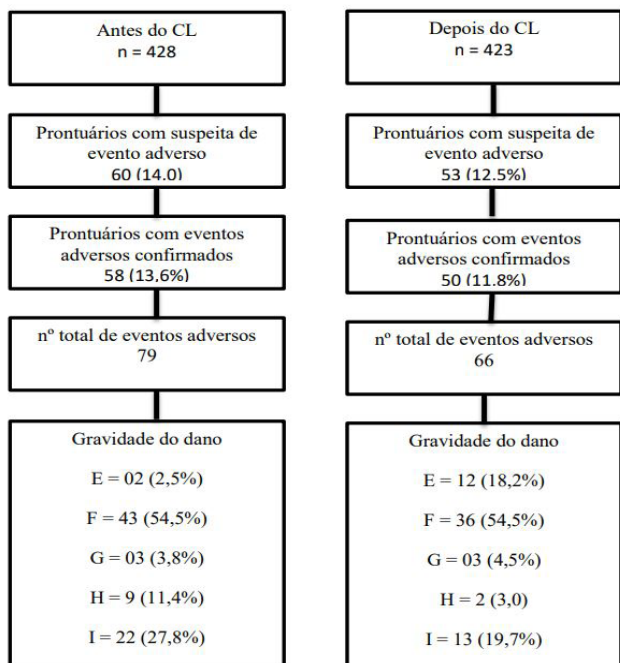 Antes do CL
n = 428
Prontuários com suspeita de
evento adverso
60 (14.0)
Prontuários com eventos
adversos confirmados
58 (13,6%)
nº total de eventos adversos
79
Gravidade do dano
E = 02 (2,5%)
F = 43 (54,5%)
G = 03 (3,8%)
H = 9 (11,4%)
I = 22 (27,8%)
Depois do CL
n = 423
Prontuários com suspeita de
evento adverso
53 (12.5%)
Prontuários com eventos
adversos confirmados
50 (11.8%)
nº total de eventos adversos
66
Gravidade do dano
E = 12 (18,2%)
F = 36 (54,5%)
G = 03 (4,5%)
H = 2 (3,0)
I = 13 (19,7%)